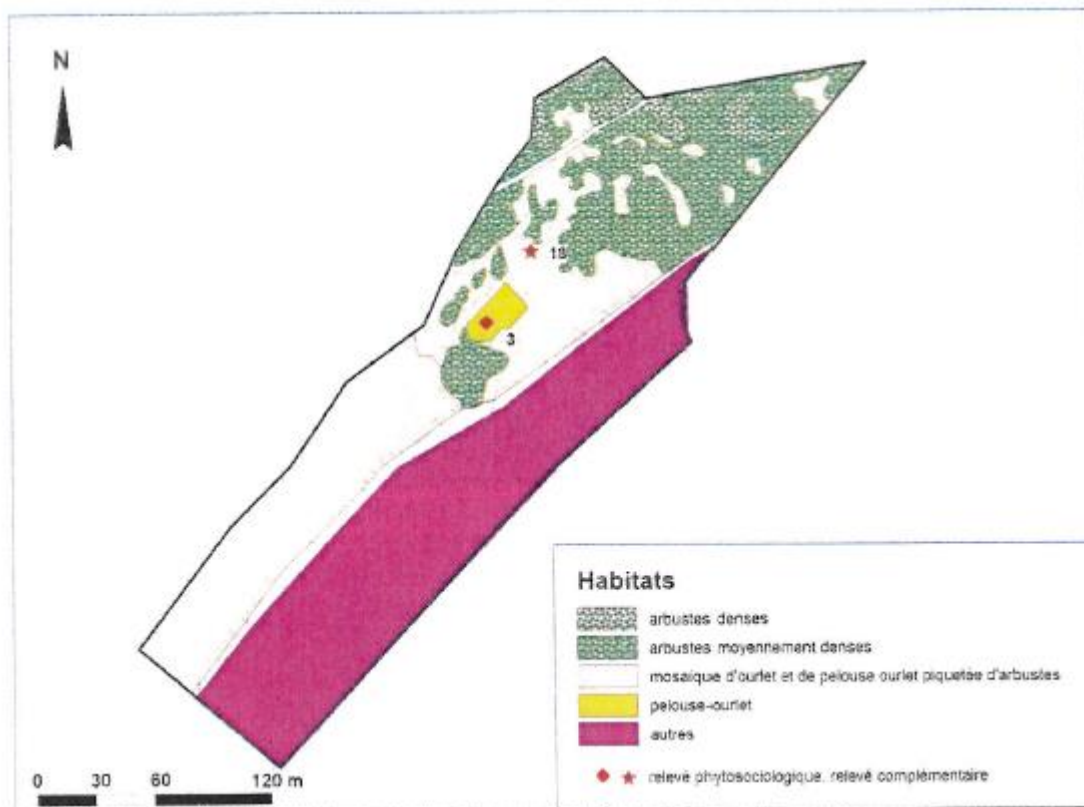 N
18
3
Habitats
arbustes denses
arbustes moyennement denses
mosaïque d'ourlet et de pelouse ourlet piquetée d'arbustes
pelouse-ourlet
autres
relevé phytosociologique, relevé complémentaire
0 30 60 120 m